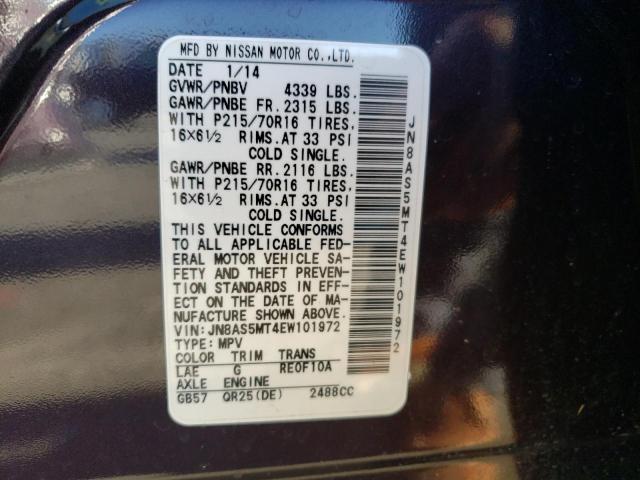 MFD BY NISSAN MOTOR CO.,LTD.
DATE 1/14
GVWR/PNBV 4339 LBS.
GAWR/PNBE FR. 2315 LBS.
WITH P215/70R16 TIRES,
16X6½ RIMS.AT 33 PSI
COLD SINGLE.
GAWR/PNBE RR. 2116 LBS.
WITH P215/70R16 TIRES,
16X6½ RIMS.AT 33 PSI
COLD SINGLE.
THIS VEHICLE CONFORMS
TO ALL APPLICABLE FED-
ERAL MOTOR VEHICLE SA-
FETY AND THEFT PREVEN-
TION STANDARDS IN EFF-
ECT ON THE DATE OF MA-
NUFACTURE SHOWN ABOVE.
VIN: JN8AS5MT4EW101972
TYPE: MPV
COLOR TRIM TRANS
LAE G RE0F10A
AXLE ENGINE
GB57 QR25(DE) 2488CC
JN8AS5MT4EW101972